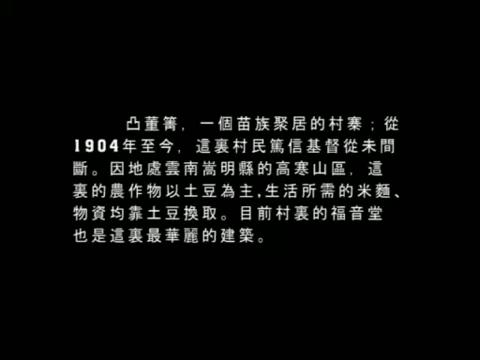 凸董箐，一個苗族聚居的村寨；從
1904年至今，這裏村民篤信基督從未間
斷。因地處雲南嵩明縣的高寒山區，這
裏的農作物以土豆為主,生活所需的米麵、
物資均靠土豆換取。目前村裏的福音堂
也是這裏最華麗的建築。